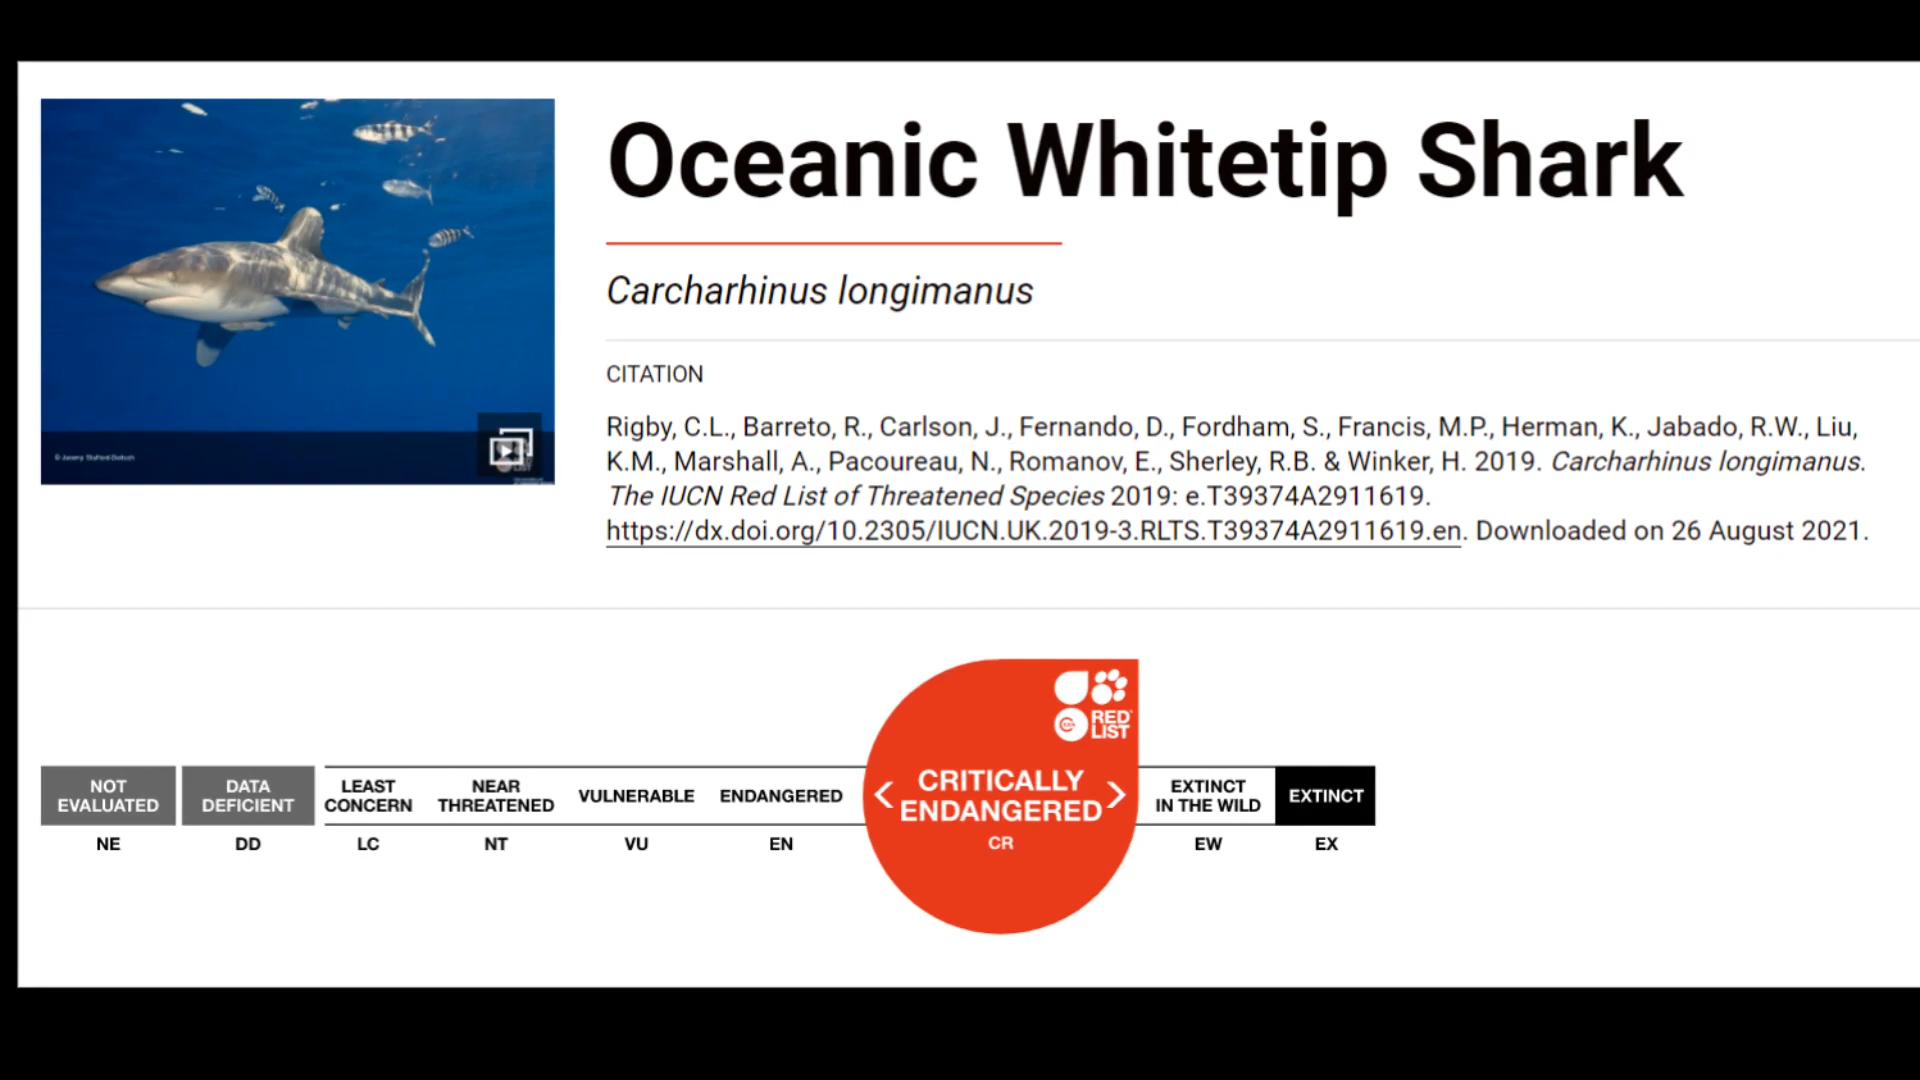 Oceanic Whitetip Shark
Carcharhinus longimanus
CITATION
Rigby, C.L., Barreto, R., Carlson, J., Fernando, D., Fordham, S., Francis, M.P., Herman, K., Jabado, R.W., Liu,
K.M., Marshall, A., Pacoureau, N., Romanov, E., Sherley, R.B. & Winker, H. 2019. Carcharhinus longimanus.
The IUCN Red List of Threatened Species 2019: e.T39374A2911619.
https://dx.doi.org/10.2305/IUCN.UK.2019-3.RLTS.T39374A2911619.en. Downloaded on 26 August 2021.
RED
LIST
NOT
EVALUATED
NE
DATA
DEFICIENT
DD
LEAST
CONCERN
LC
NEAR
THREATENED
NT
VULNERABLE
VU
ENDANGERED
EN
< CRITICALLY
ENDANGERED >
CR
EXTINCT
IN THE WILD
EW
EXTINCT
EX